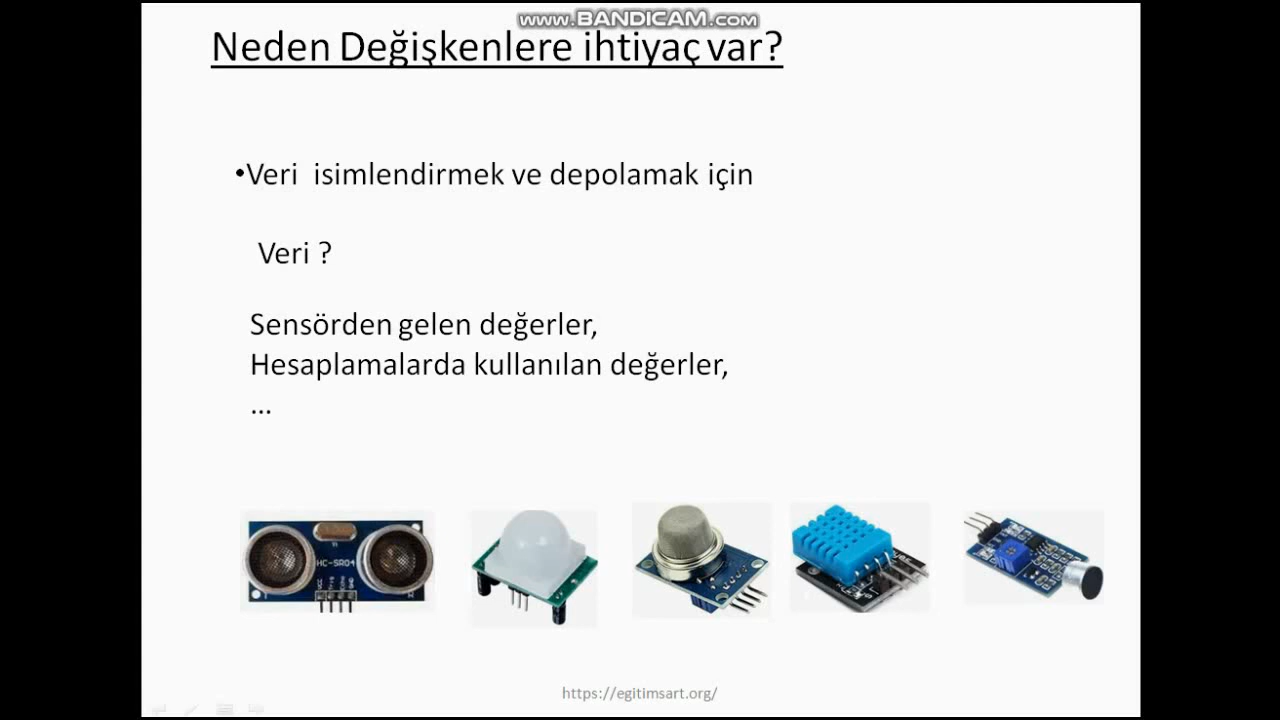 www.BANDICAM.com
Neden Değişkenlere ihtiyaç var?
•Veri isimlendirmek ve depolamak için
Veri ?
Sensörden gelen değerler,
Hesaplamalarda kullanılan değerler,
...
HC-SR04
https://egitimsart.org/